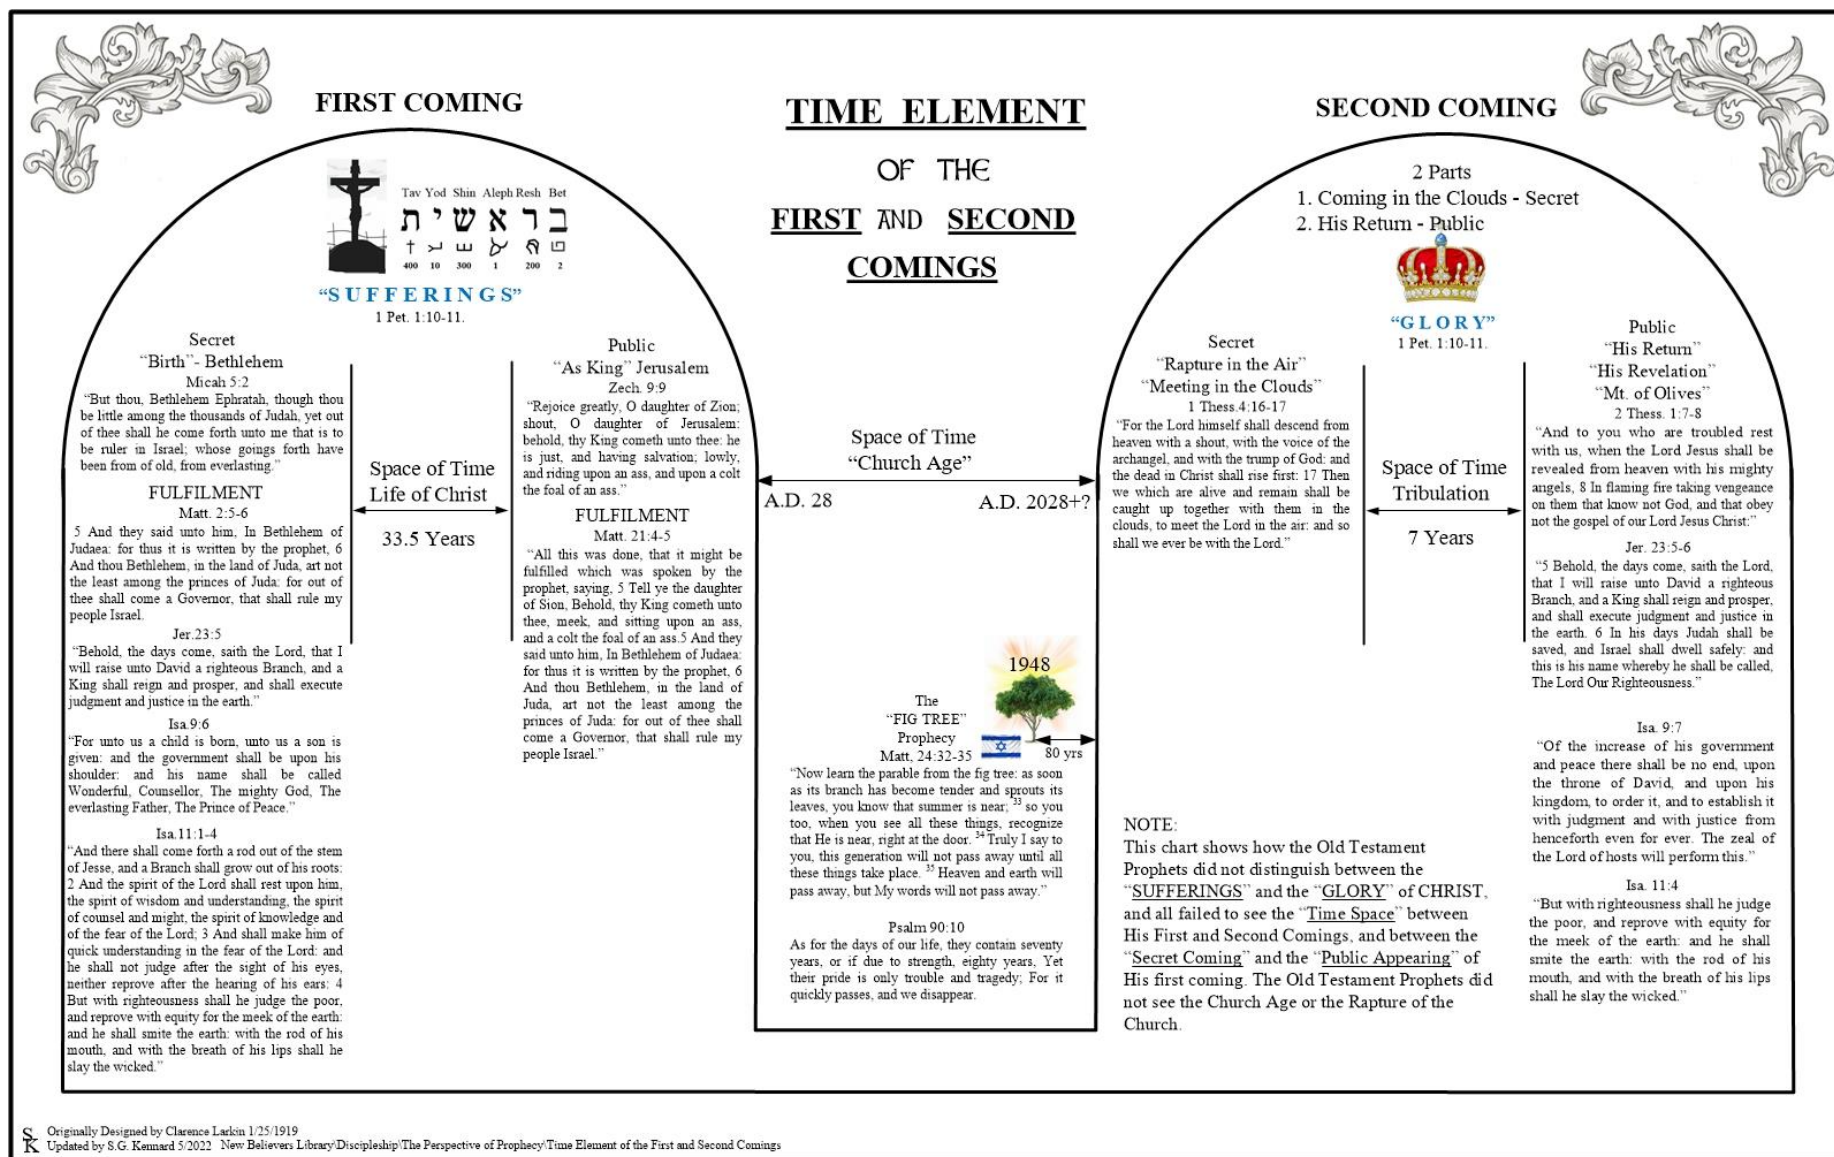 FIRST COMING
TIME ELEMENT
OF THE
FIRST AND SECOND
COMINGS
SECOND COMING
Tav Yod Shin Aleph Resh Bet
בראשית
400 10 300 1 200 2
“SUFFERINGS”
1 Pet. 1:10-11.
Secret
“Birth”- Bethlehem
Micah 5:2
“But thou, Bethlehem Ephratah, though thou
be little among the thousands of Judah, yet out
of thee shall he come forth unto me that is to
be ruler in Israel; whose goings forth have
been from of old, from everlasting.”
FULFILMENT
Matt. 2:5-6
5 And they said unto him, In Bethlehem of
Judaea: for thus it is written by the prophet, 6
And thou Bethlehem, in the land of Juda, art not
the least among the princes of Juda: for out of
thee shall come a Governor, that shall rule my
people Israel.
Jer.23:5
“Behold, the days come, saith the Lord, that I
will raise unto David a righteous Branch, and a
King shall reign and prosper, and shall execute
judgment and justice in the earth.”
Isa.9:6
“For unto us a child is born, unto us a son is
given: and the government shall be upon his
shoulder: and his name shall be called
Wonderful, Counsellor, The mighty God, The
everlasting Father, The Prince of Peace.”
Isa.11:1-4
“And there shall come forth a rod out of the stem
of Jesse, and a Branch shall grow out of his roots:
2 And the spirit of the Lord shall rest upon him,
the spirit of wisdom and understanding, the spirit
of counsel and might, the spirit of knowledge and
of the fear of the Lord; 3 And shall make him of
quick understanding in the fear of the Lord: and
he shall not judge after the sight of his eyes,
neither reprove after the hearing of his ears: 4
But with righteousness shall he judge the poor,
and reprove with equity for the meek of the earth:
and he shall smite the earth: with the rod of his
mouth, and with the breath of his lips shall he
slay the wicked.”
Space of Time
Life of Christ
33.5 Years
Public
“As King” Jerusalem
Zech. 9:9
“Rejoice greatly, O daughter of Zion;
shout, O daughter of Jerusalem:
behold, thy King cometh unto thee: he
is just, and having salvation; lowly,
and riding upon an ass, and upon a colt
the foal of an ass.”
FULFILMENT
Matt. 21:4-5
“All this was done, that it might be
fulfilled which was spoken by the
prophet, saying, 5 Tell ye the daughter
of Sion, Behold, thy King cometh unto
thee, meek, and sitting upon an ass,
and a colt the foal of an ass.5 And they
said unto him, In Bethlehem of Judaea:
for thus it is written by the prophet, 6
And thou Bethlehem, in the land of
Juda, art not the least among the
princes of Juda: for out of thee shall
come a Governor, that shall rule my
people Israel.”
Space of Time
“Church Age”
A.D. 28
A.D. 2028+?
1948
80 yrs
The
“FIG TREE”
Prophecy
Matt, 24:32-35
“Now learn the parable from the fig tree: as soon
as its branch has become tender and sprouts its
leaves, you know that summer is near; 33 so you
too, when you see all these things, recognize
that He is near, right at the door. 34 Truly I say to
you, this generation will not pass away until all
these things take place. 35 Heaven and earth will
pass away, but My words will not pass away.”
Psalm 90:10
As for the days of our life, they contain seventy
years, or if due to strength, eighty years, Yet
their pride is only trouble and tragedy; For it
quickly passes, and we disappear.
2 Parts
1. Coming in the Clouds - Secret
2. His Return - Public
“GLORY”
1 Pet. 1:10-11.
Secret
“Rapture in the Air”
“Meeting in the Clouds”
1 Thess.4:16-17
“For the Lord himself shall descend from
heaven with a shout, with the voice of the
archangel, and with the trump of God: and
the dead in Christ shall rise first: 17 Then
we which are alive and remain shall be
caught up together with them in the
clouds, to meet the Lord in the air: and so
shall we ever be with the Lord.”
Space of Time
Tribulation
7 Years
Public
“His Return”
“His Revelation”
“Mt. of Olives”
2 Thess. 1:7-8
“And to you who are troubled rest
with us, when the Lord Jesus shall be
revealed from heaven with his mighty
angels, 8 In flaming fire taking vengeance
on them that know not God, and that obey
not the gospel of our Lord Jesus Christ:”
Jer. 23:5-6
“5 Behold, the days come, saith the Lord,
that I will raise unto David a righteous
Branch, and a King shall reign and prosper,
and shall execute judgment and justice in
the earth. 6 In his days Judah shall be
saved, and Israel shall dwell safely: and
this is his name whereby he shall be called,
The Lord Our Righteousness.”
Isa. 9:7
“Of the increase of his government
and peace there shall be no end, upon
the throne of David, and upon his
kingdom, to order it, and to establish it
with judgment and with justice from
henceforth even for ever. The zeal of
the Lord of hosts will perform this.”
Isa. 11:4
“But with righteousness shall he judge
the poor, and reprove with equity for
the meek of the earth: and he shall
smite the earth: with the rod of his
mouth, and with the breath of his lips
shall he slay the wicked.”
NOTE:
This chart shows how the Old Testament
Prophets did not distinguish between the
“SUFFERINGS” and the “GLORY” of CHRIST,
and all failed to see the “Time Space” between
His First and Second Comings, and between the
“Secret Coming” and the “Public Appearing” of
His first coming. The Old Testament Prophets did
not see the Church Age or the Rapture of the
Church.
SK
Originally Designed by Clarence Larkin 1/25/1919
Updated by S.G. Kennard 5/2022 New Believers Library\Discipleship\The Perspective of Prophecy\Time Element of the First and Second Comings